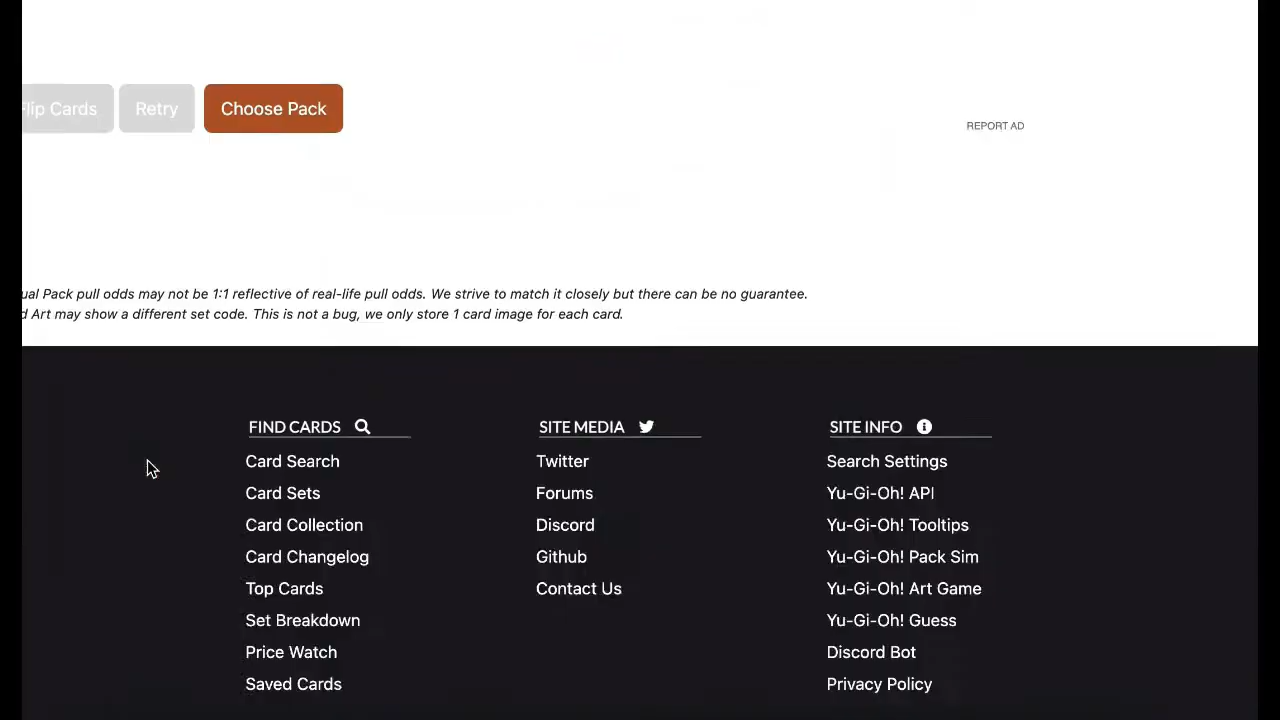 Flip Cards Retry Choose Pack
REPORT AD
Pack pull odds may not be 1:1 reflective of real-life pull odds. We strive to match it closely but there can be no guarantee.
Art may show a different set code. This is not a bug, we only store 1 card image for each card.
FIND CARDS
Card Search
Card Sets
Card Collection
Card Changelog
Top Cards
Set Breakdown
Price Watch
Saved Cards
SITE MEDIA
Twitter
Forums
Discord
Github
Contact Us
SITE INFO
Search Settings
Yu-Gi-Oh! API
Yu-Gi-Oh! Tooltips
Yu-Gi-Oh! Pack Sim
Yu-Gi-Oh! Art Game
Yu-Gi-Oh! Guess
Discord Bot
Privacy Policy